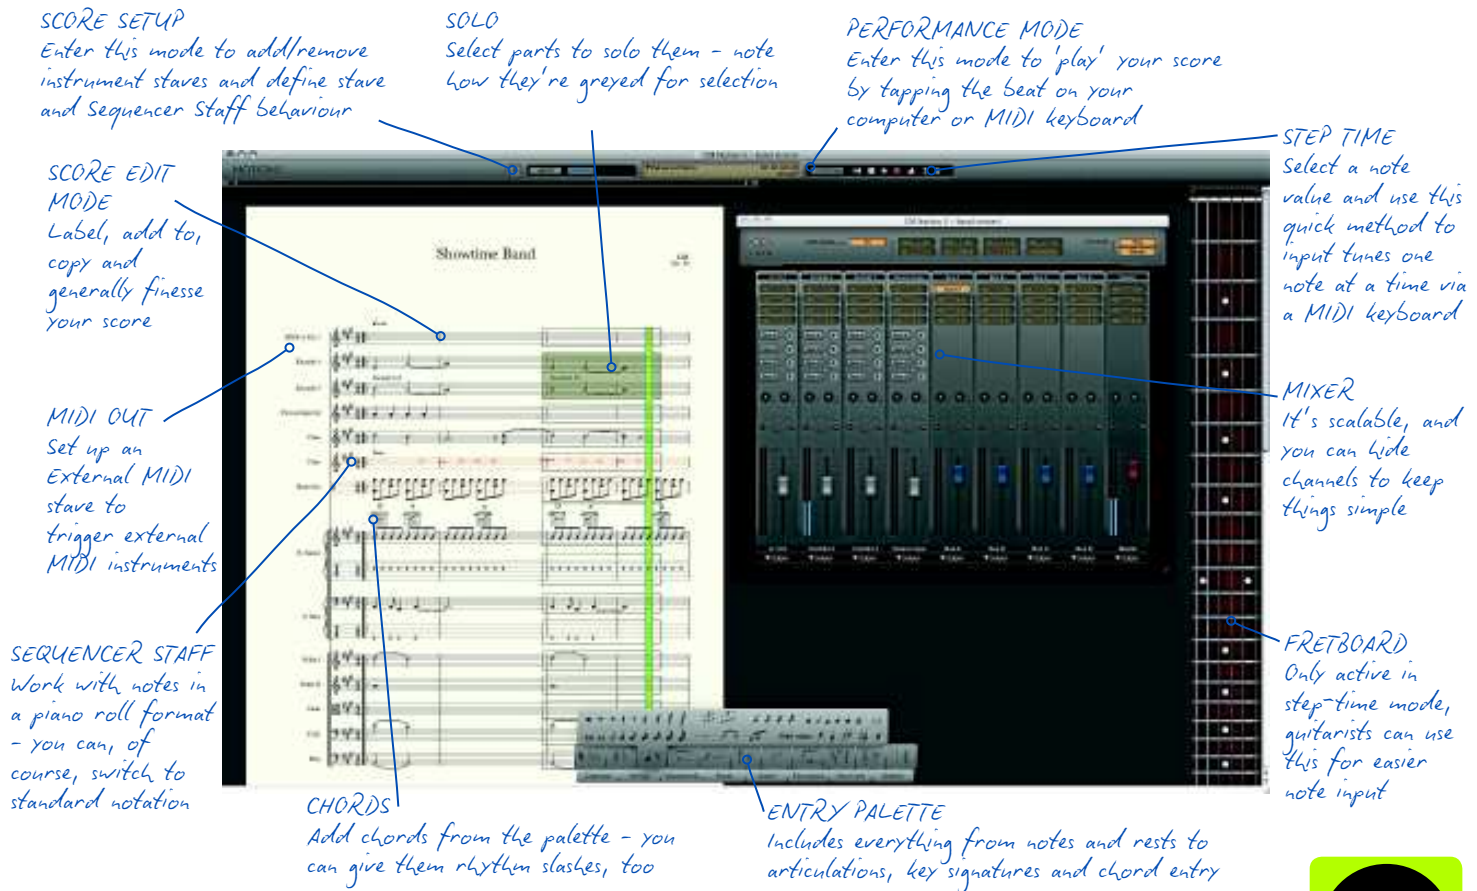 SCORE SETUP
Enter this mode to add/remove
instrument staves and define stave
and Sequencer Staff behaviour
SOLO
Select parts to solo them – note
how they're greyed for selection
PERFORMANCE MODE
Enter this mode to 'play' your score
by tapping the beat on your
computer or MIDI keyboard
STEP TIME
Select a note
value and use this
quick method to
input tunes one
note at a time via
a MIDI keyboard
SCORE EDIT
MODE
Label, add to,
copy and
generally finesse
your score
Showtime Band
MIDI OUT
Set up an
External MIDI
stave to
trigger external
MIDI instruments
MIXER
It's scalable, and
you can hide
channels to keep
things simple
SEQUENCER STAFF
Work with notes in
a piano roll format
– you can, of
course, switch to
standard notation
FRETBOARD
Only active in
step-time mode,
guitarists can use
this for easier
note input
CHORDS
Add chords from the palette – you
can give them rhythm slashes, too
ENTRY PALETTE
Includes everything from notes and rests to
articulations, key signatures and chord entry